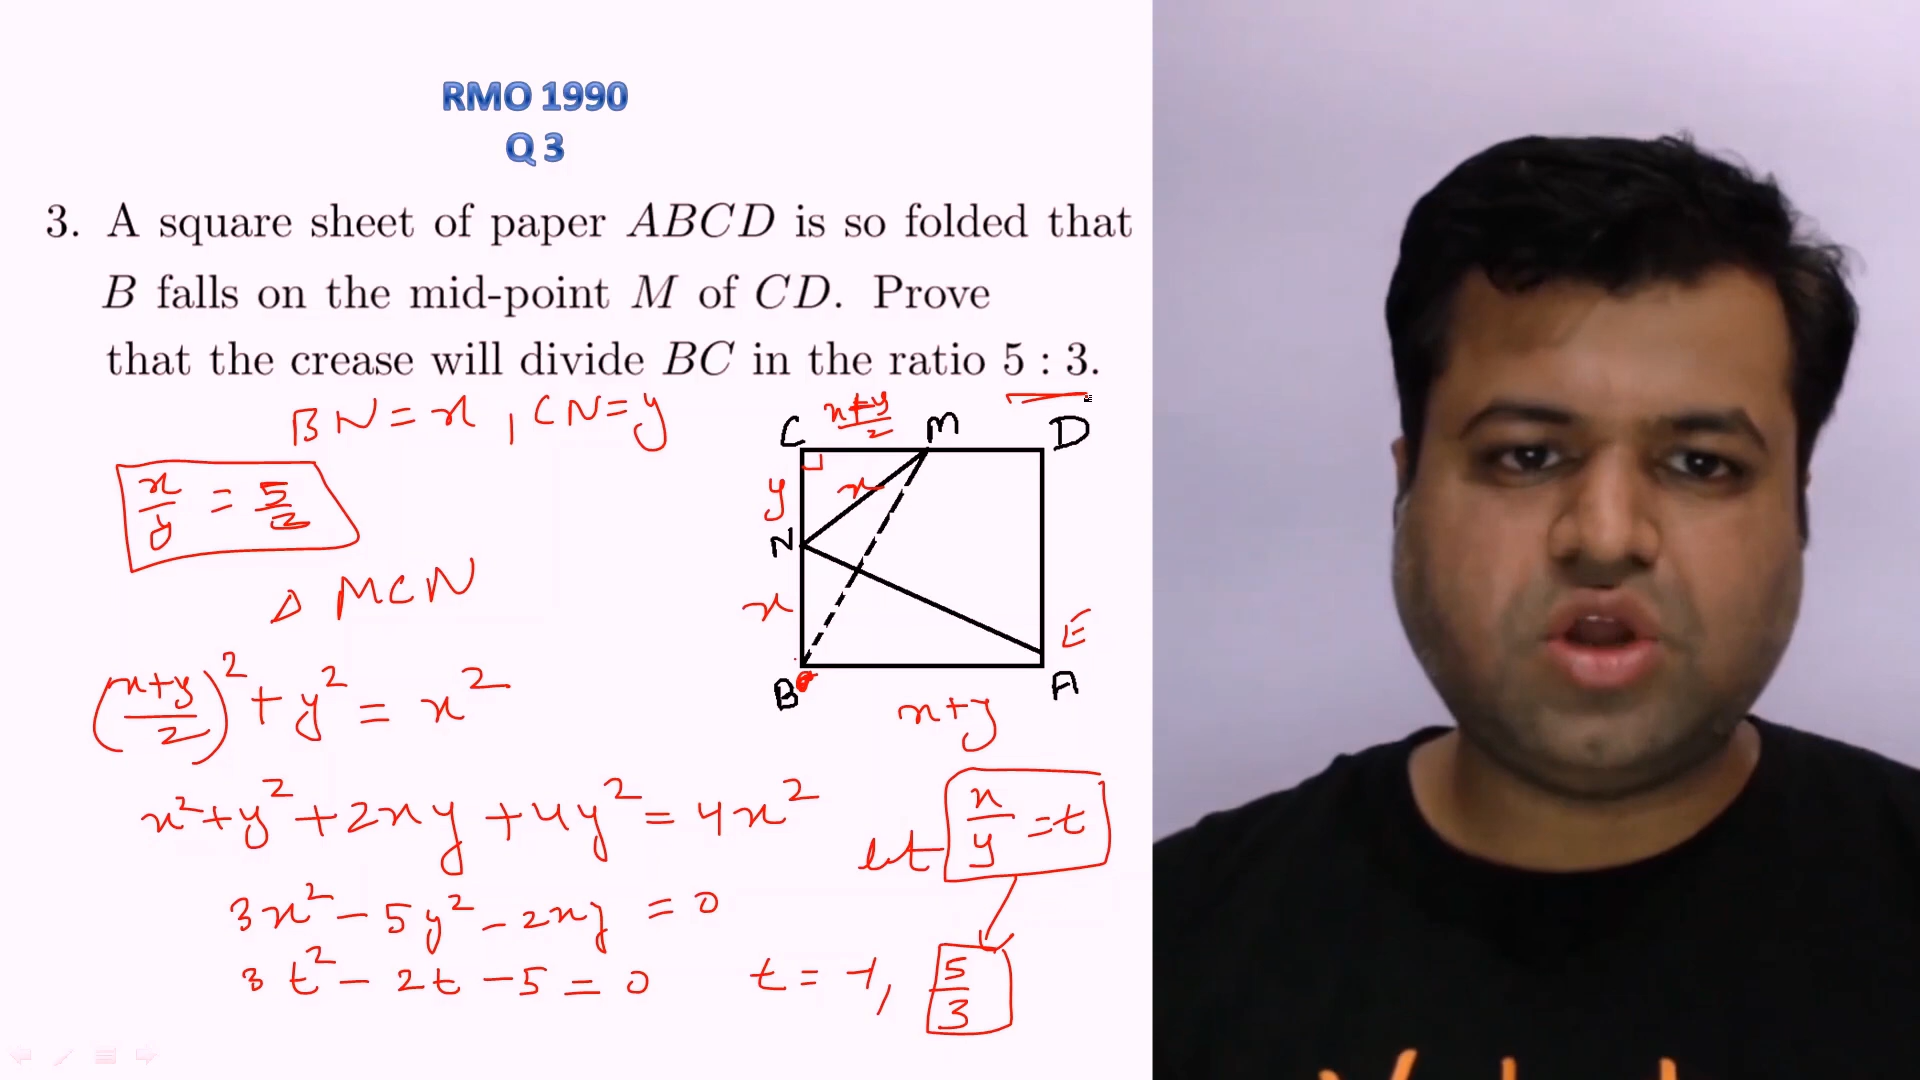 RMO 1990
Q 3
3. A square sheet of paper ABCD is so folded that
B falls on the mid-point M of CD. Prove
that the crease will divide BC in the ratio 5 : 3.
BN = x , CN = y
x/y = 5/2
△ MCN
((x+y)/2)² + y² = x²
x² + y² + 2xy + 4y² = 4x²
3x² - 5y² - 2xy = 0
3t² - 2t - 5 = 0
t = -1, 5/3
let x/y = t
(x+y)/2
C M D
y x
N
x E
B A
x+y